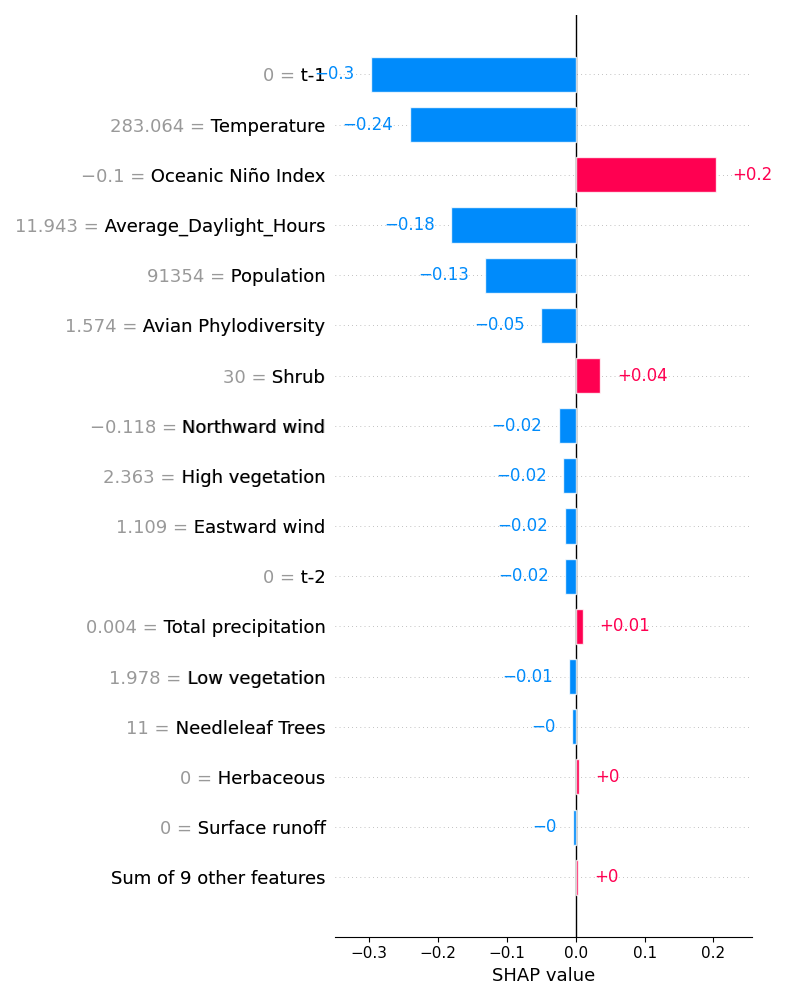 0 = t-1 −0.3
283.064 = Temperature −0.24
−0.1 = Oceanic Niño Index +0.2
11.943 = Average_Daylight_Hours −0.18
91354 = Population −0.13
1.574 = Avian Phylodiversity −0.05
30 = Shrub +0.04
−0.118 = Northward wind −0.02
2.363 = High vegetation −0.02
1.109 = Eastward wind −0.02
0 = t-2 −0.02
0.004 = Total precipitation +0.01
1.978 = Low vegetation −0.01
11 = Needleleaf Trees −0
0 = Herbaceous +0
0 = Surface runoff −0
Sum of 9 other features +0
−0.3 −0.2 −0.1 0.0 0.1 0.2
SHAP value